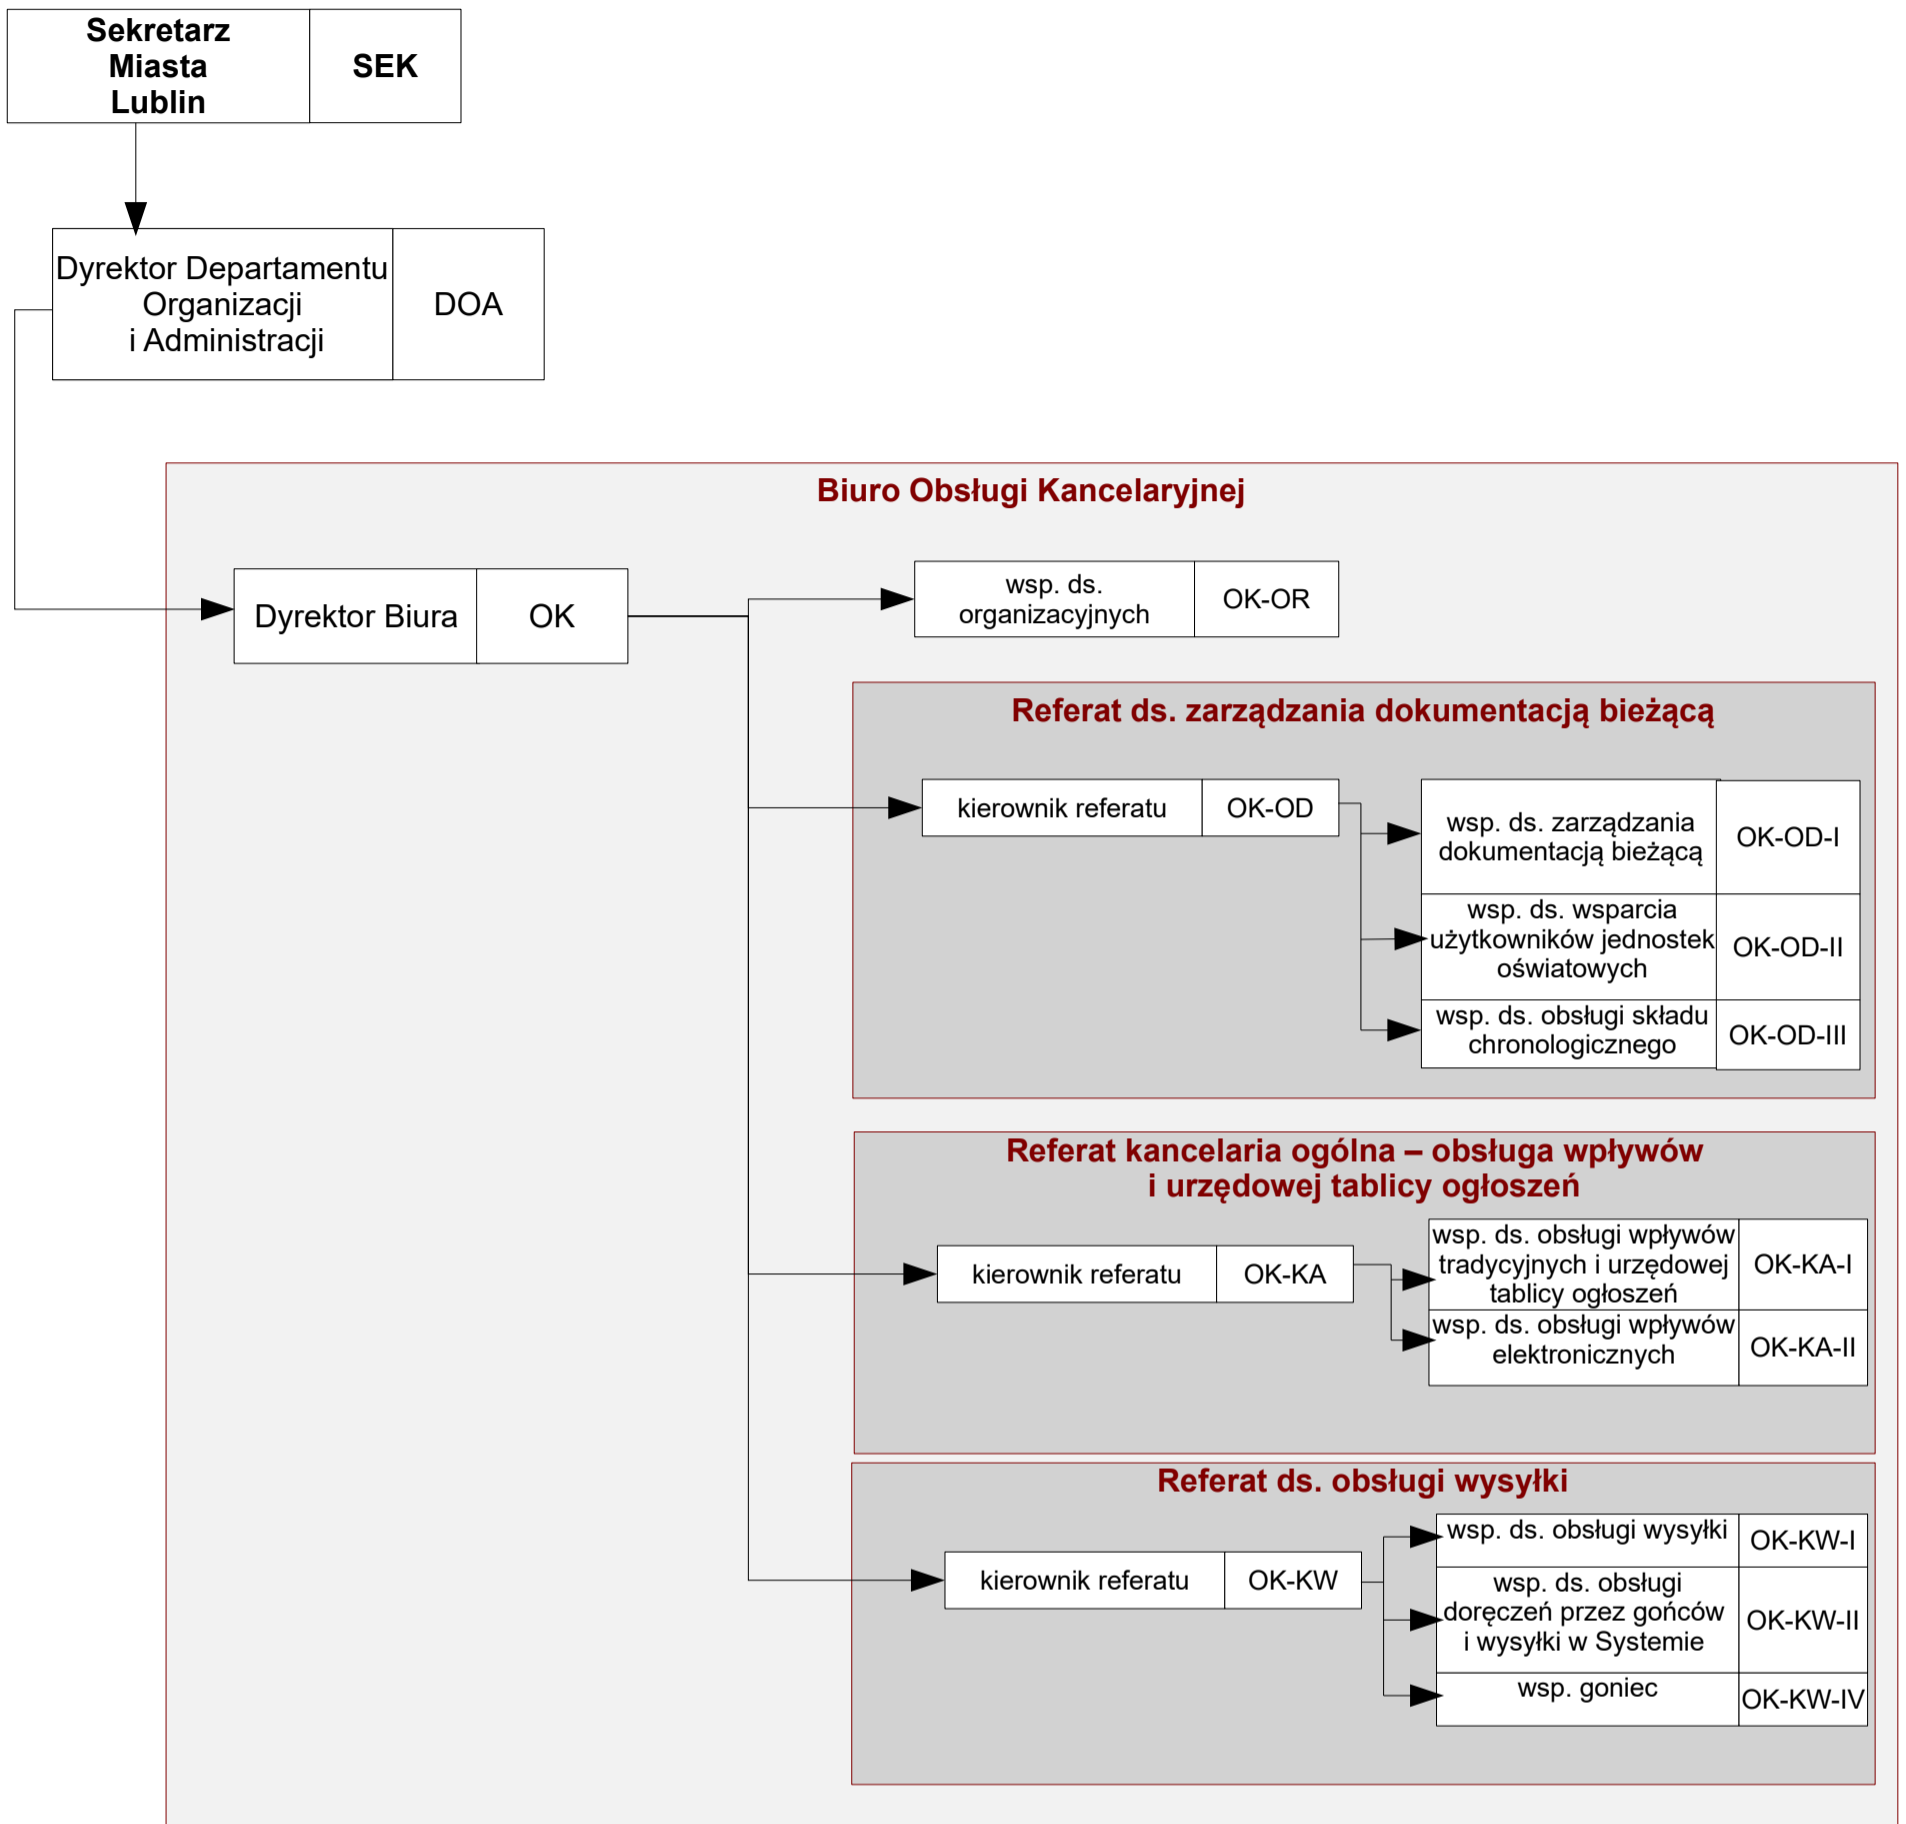 Sekretarz
Miasta
Lublin
SEK
Dyrektor Departamentu
Organizacji
i Administracji
DOA
Biuro Obsługi Kancelaryjnej
Dyrektor Biura
OK
wsp. ds.
organizacyjnych
OK-OR
Referat ds. zarządzania dokumentacją bieżącą
kierownik referatu
OK-OD
wsp. ds. zarządzania
dokumentacją bieżącą
OK-OD-I
wsp. ds. wsparcia
użytkowników jednostek
oświatowych
OK-OD-II
wsp. ds. obsługi składu
chronologicznego
OK-OD-III
Referat kancelaria ogólna – obsługa wpływów
i urzędowej tablicy ogłoszeń
kierownik referatu
OK-KA
wsp. ds. obsługi wpływów
tradycyjnych i urzędowej
tablicy ogłoszeń
OK-KA-I
wsp. ds. obsługi wpływów
elektronicznych
OK-KA-II
Referat ds. obsługi wysyłki
kierownik referatu
OK-KW
wsp. ds. obsługi wysyłki
OK-KW-I
wsp. ds. obsługi
doręczeń przez gońców
i wysyłki w Systemie
OK-KW-II
wsp. goniec
OK-KW-IV